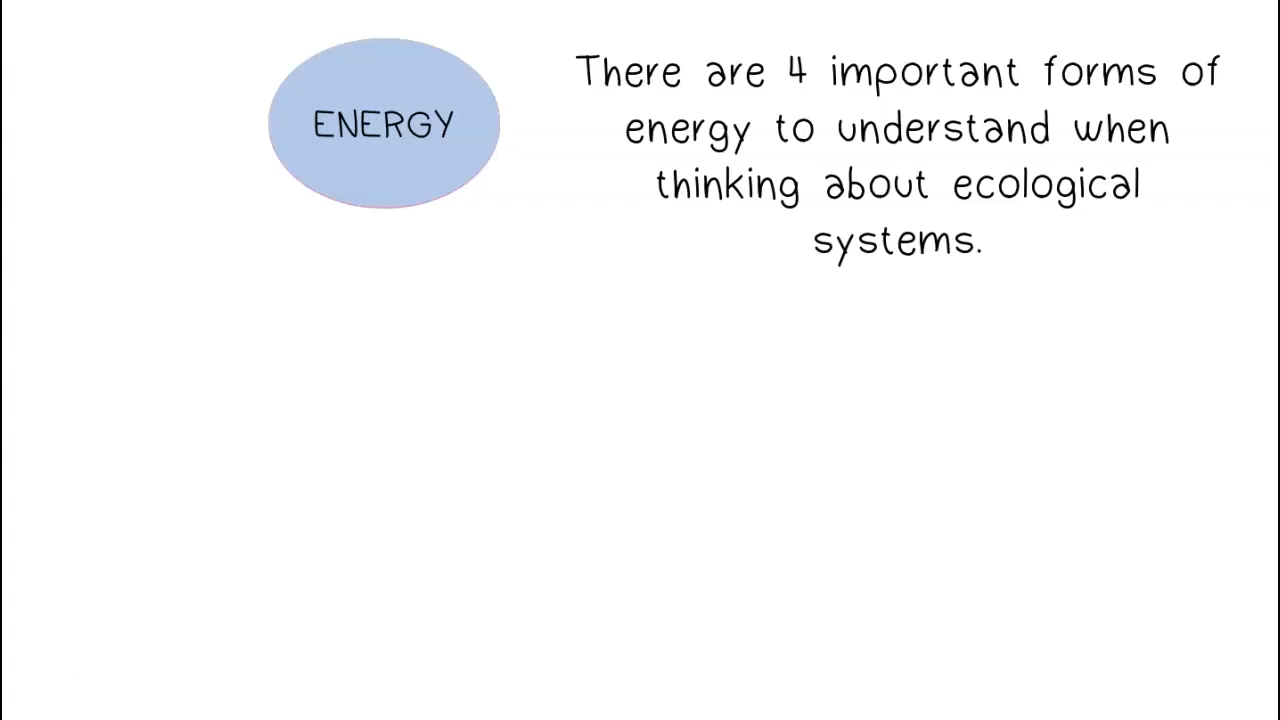 ENERGY
There are 4 important forms of
energy to understand when
thinking about ecological
systems.